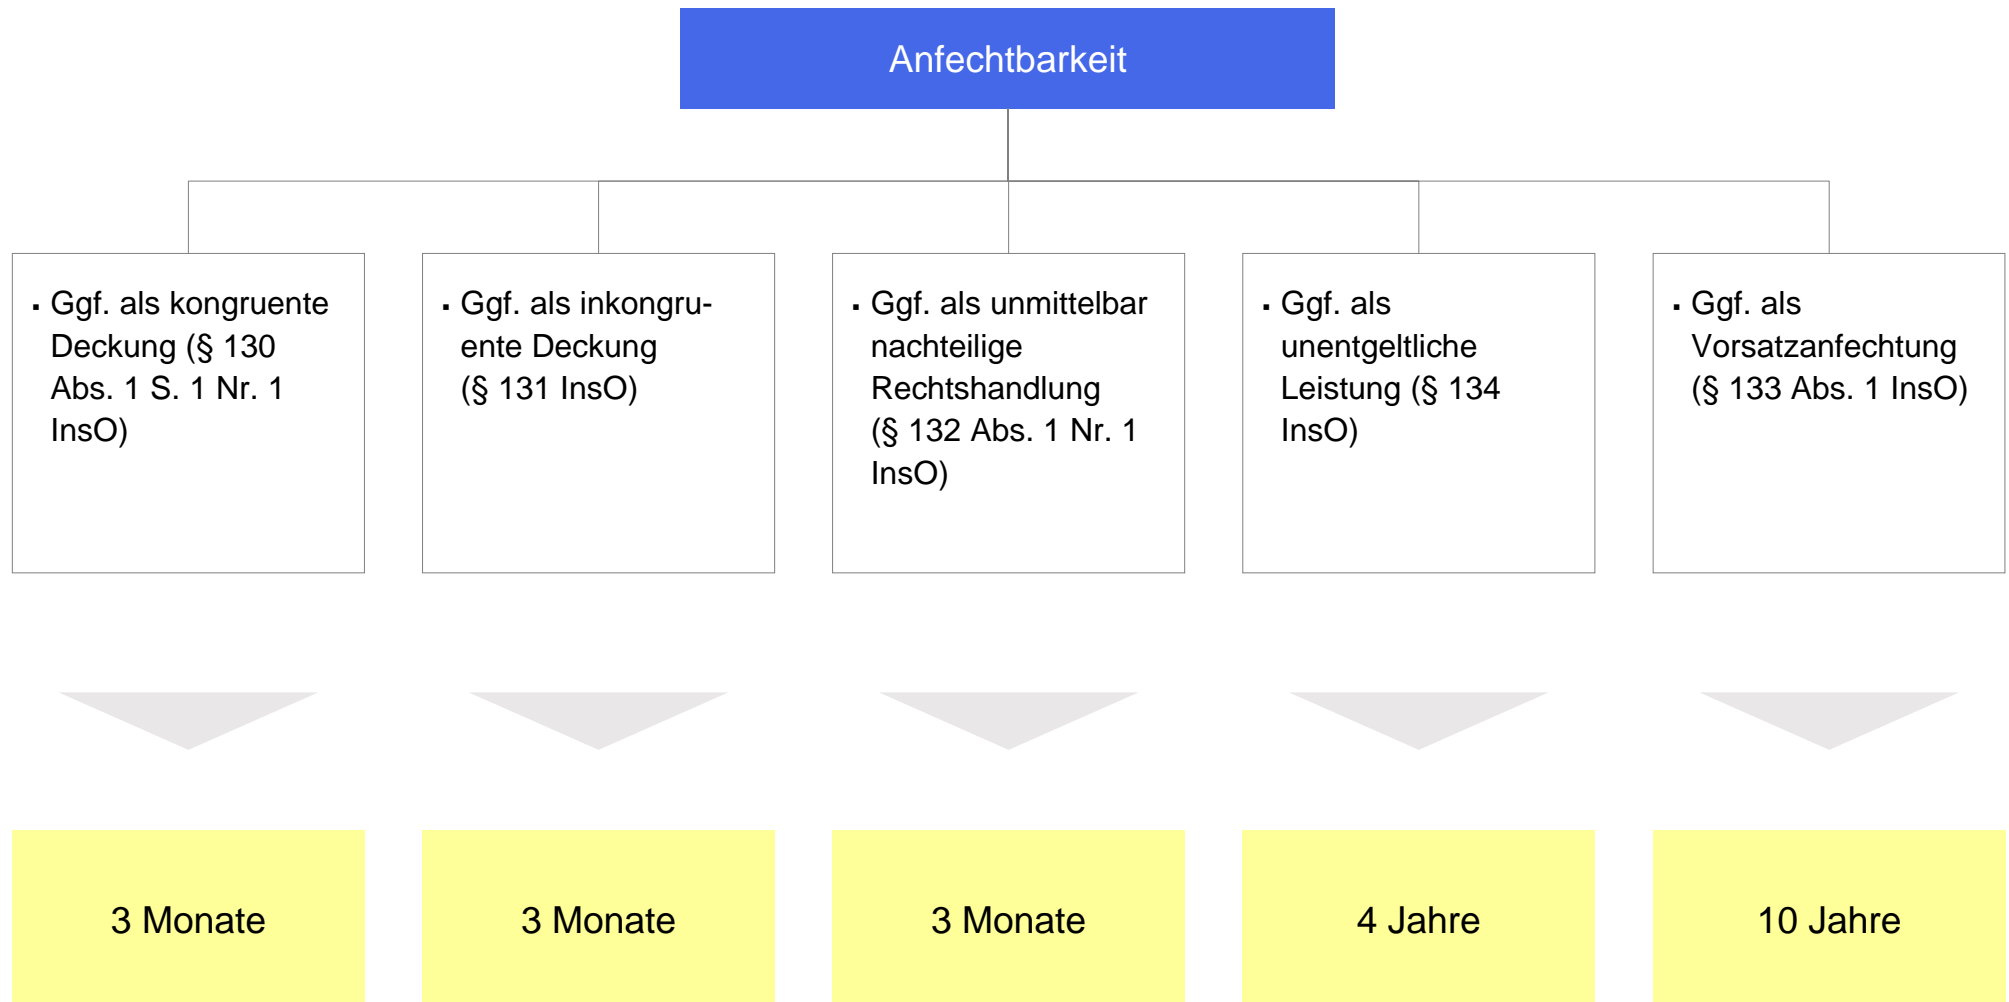 Anfechtbarkeit
▪ Ggf. als kongruente
Deckung (§ 130
Abs. 1 S. 1 Nr. 1
InsO)
▪ Ggf. als inkongru-
ente Deckung
(§ 131 InsO)
▪ Ggf. als unmittelbar
nachteilige
Rechtshandlung
(§ 132 Abs. 1 Nr. 1
InsO)
▪ Ggf. als
unentgeltliche
Leistung (§ 134
InsO)
▪ Ggf. als
Vorsatzanfechtung
(§ 133 Abs. 1 InsO)
3 Monate
3 Monate
3 Monate
4 Jahre
10 Jahre